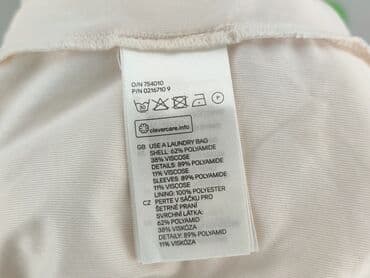 O/N 754010
P/N 0215710 9
30
P
clevercare.info
GB USE A LAUNDRY BAG
SHELL: 62% POLYAMIDE
38% VISCOSE
DETAILS: 89% POLYAMIDE
11% VISCOSE
SLEEVES: 89% POLYAMIDE
11% VISCOSE
LINING: 100% POLYESTER
CZ PERTE V SÁČKU PRO
ŠETRNÉ PRANÍ
SVRCHNÍ LÁTKA:
62% POLYAMID
38% VISKÓZA
DETAILY: 89% POLYAMID
11% VISKÓZA